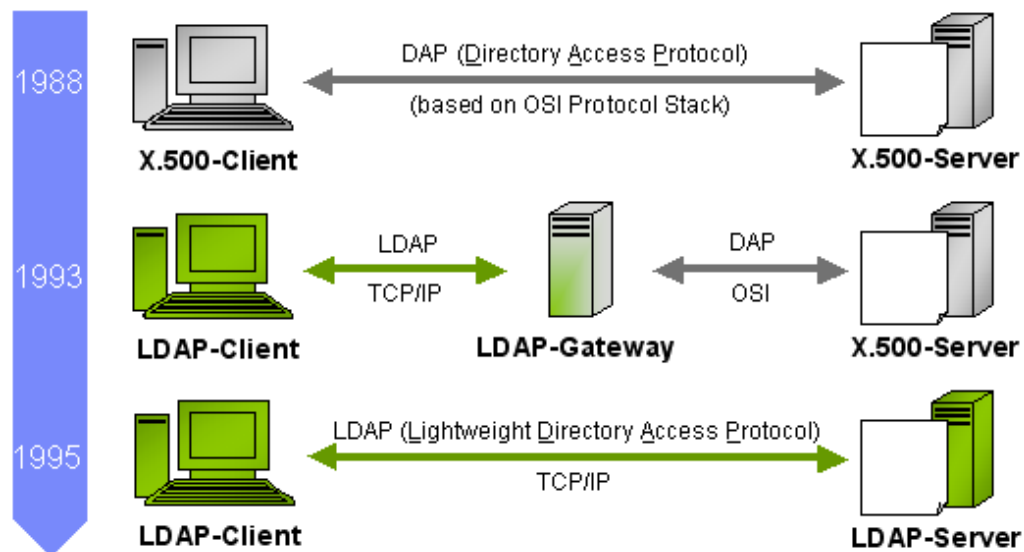 1988
DAP (Directory Access Protocol)
(based on OSI Protocol Stack)
X.500-Client
X.500-Server
1993
LDAP
TCP/IP
DAP
OSI
LDAP-Client
LDAP-Gateway
X.500-Server
1995
LDAP (Lightweight Directory Access Protocol)
TCP/IP
LDAP-Client
LDAP-Server